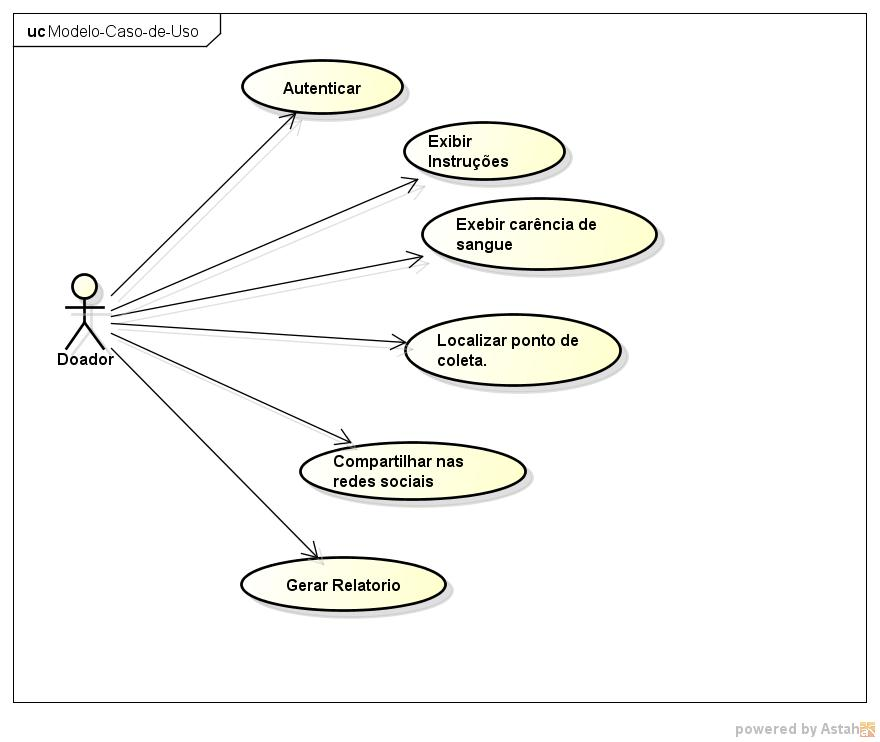 uc Modelo-Caso-de-Uso
Autenticar
Exibir
Instruções
Exebir carência de
sangue
Doador
Localizar ponto de
coleta.
Compartilhar nas
redes sociais
Gerar Relatorio
powered by Astah